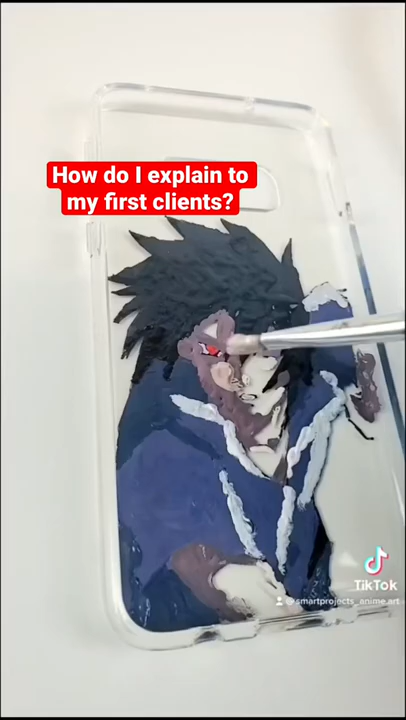 How do I explain to
my first clients?
TikTok
@smartprojects_anime.art